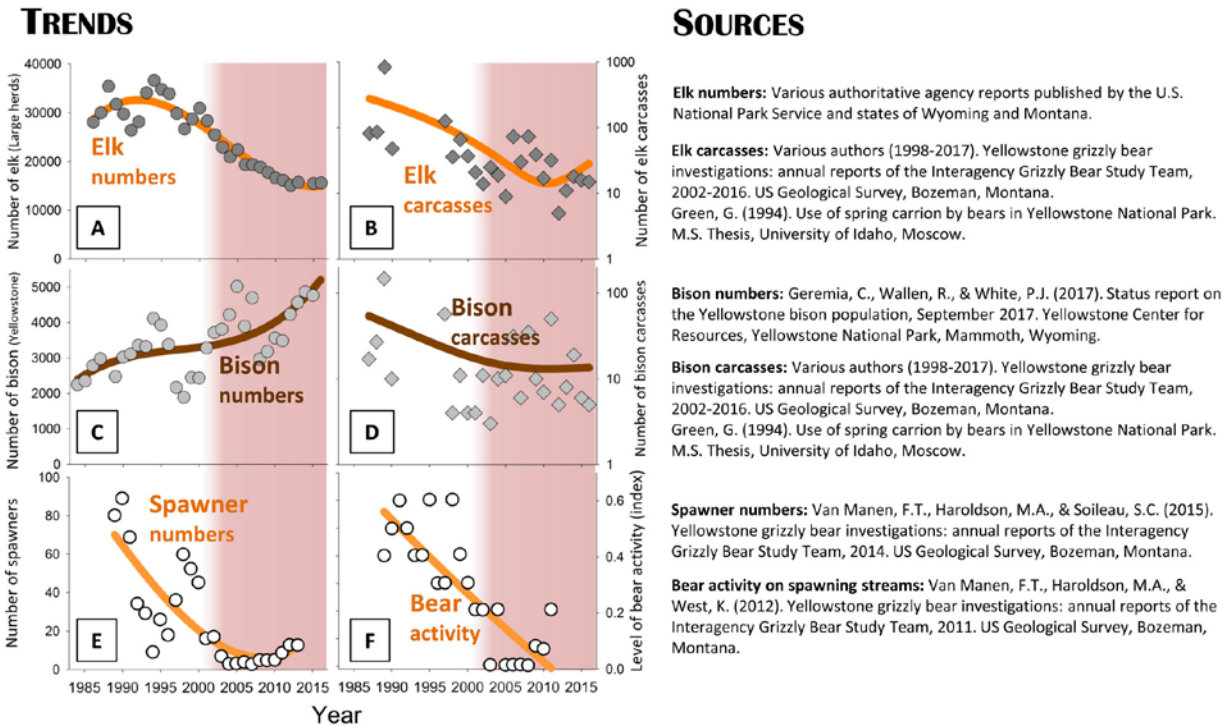 TRENDS
SOURCES
40000
30000
20000
10000
0
Number of elk (Large herds)
Elk
numbers
A
1000
100
10
1
Number of elk carcasses
Elk
carcasses
B
5000
4000
3000
2000
1000
0
Number of bison (Yellowstone)
Bison
numbers
C
100
10
1
Number of bison carcasses
Bison
carcasses
D
100
80
60
40
20
0
Number of spawners
Spawner
numbers
E
0.6
0.4
0.2
0.0
Level of bear activity (index)
Bear
activity
F
1985 1990 1995 2000 2005 2010 2015
1985 1990 1995 2000 2005 2010 2015
Year
Elk numbers: Various authoritative agency reports published by the U.S.
National Park Service and states of Wyoming and Montana.
Elk carcasses: Various authors (1998-2017). Yellowstone grizzly bear
investigations: annual reports of the Interagency Grizzly Bear Study Team,
2002-2016. US Geological Survey, Bozeman, Montana.
Green, G. (1994). Use of spring carrion by bears in Yellowstone National Park.
M.S. Thesis, University of Idaho, Moscow.
Bison numbers: Geremia, C., Wallen, R., & White, P.J. (2017). Status report on
the Yellowstone bison population, September 2017. Yellowstone Center for
Resources, Yellowstone National Park, Mammoth, Wyoming.
Bison carcasses: Various authors (1998-2017). Yellowstone grizzly bear
investigations: annual reports of the Interagency Grizzly Bear Study Team,
2002-2016. US Geological Survey, Bozeman, Montana.
Green, G. (1994). Use of spring carrion by bears in Yellowstone National Park.
M.S. Thesis, University of Idaho, Moscow.
Spawner numbers: Van Manen, F.T., Haroldson, M.A., & Soileau, S.C. (2015).
Yellowstone grizzly bear investigations: annual reports of the Interagency
Grizzly Bear Study Team, 2014. US Geological Survey, Bozeman, Montana.
Bear activity on spawning streams: Van Manen, F.T., Haroldson, M.A., &
West, K. (2012). Yellowstone grizzly bear investigations: annual reports of the
Interagency Grizzly Bear Study Team, 2011. US Geological Survey, Bozeman,
Montana.